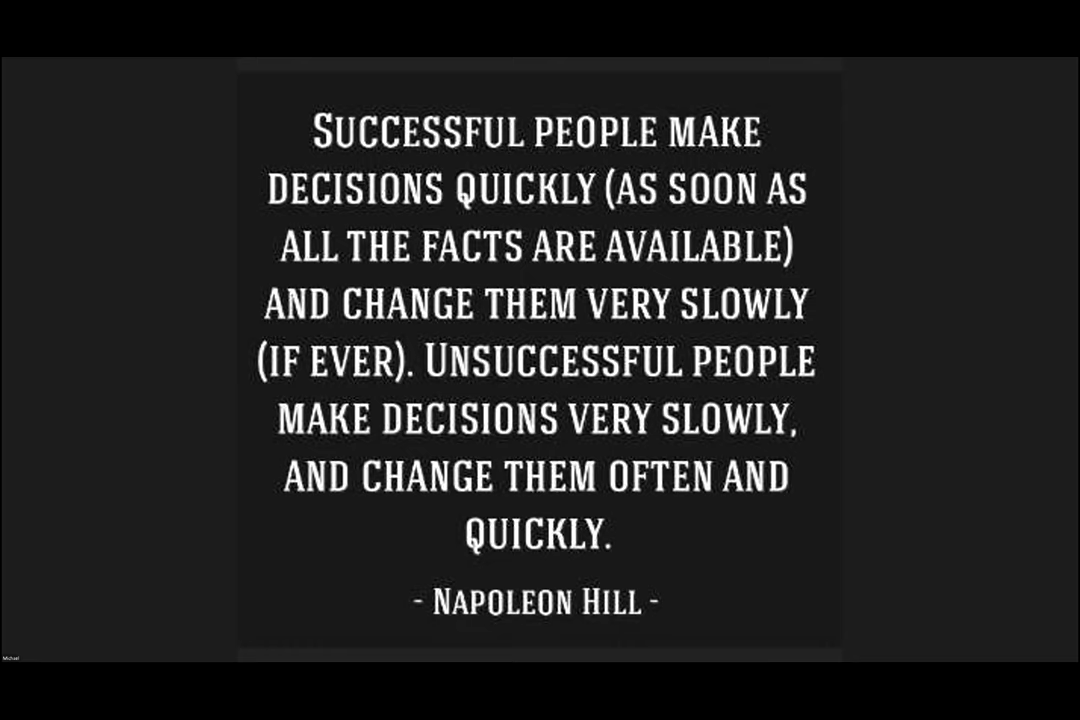 Successful people make
decisions quickly (as soon as
all the facts are available)
and change them very slowly
(if ever). Unsuccessful people
make decisions very slowly,
and change them often and
quickly.
- Napoleon Hill -
Michael